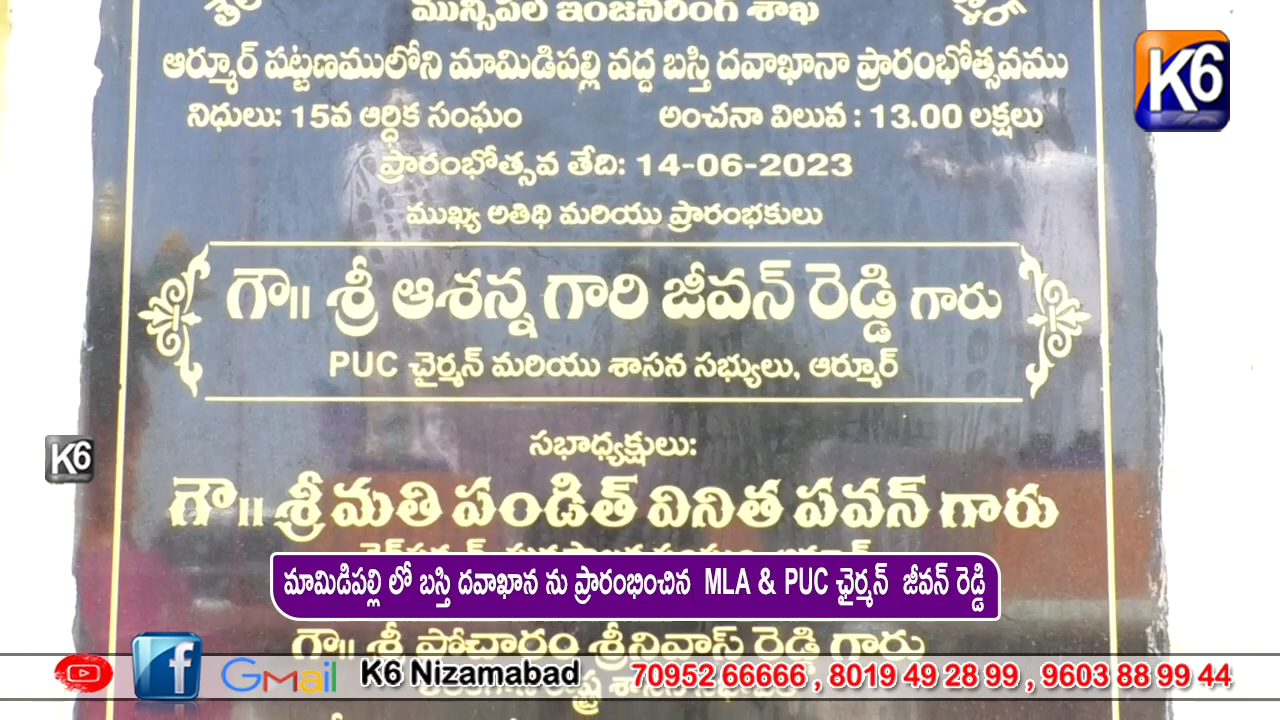 మున్సిపల్ ఇంజనీరింగ్ శాఖ
ఆర్మూర్ పట్టణములోని మామిడిపల్లి వద్ద బస్తి దవాఖానా ప్రారంభోత్సవము
నిధులు: 15వ ఆర్ధిక సంఘం అంచనా విలువ : 13.00 లక్షలు
ప్రారంభోత్సవ తేది: 14-06-2023
ముఖ్య అతిథి మరియు ప్రారంభకులు
గౌ॥ శ్రీ ఆశన్న గారి జీవన్ రెడ్డి గారు
PUC ఛైర్మన్ మరియు శాసన సభ్యులు, ఆర్మూర్
సభాధ్యక్షులు:
గౌ॥ శ్రీమతి పండిత్ వినిత పవన్ గారు
మామిడిపల్లి లో బస్తి దవాఖాన ను ప్రారంభించిన MLA & PUC ఛైర్మన్ జీవన్ రెడ్డి
గౌ॥ శ్రీ పోచారం శ్రీనివాస్ రెడ్డి గారు
K6
K6
f Gmail K6 Nizamabad 70952 66666 , 8019 49 28 99 , 9603 88 99 44